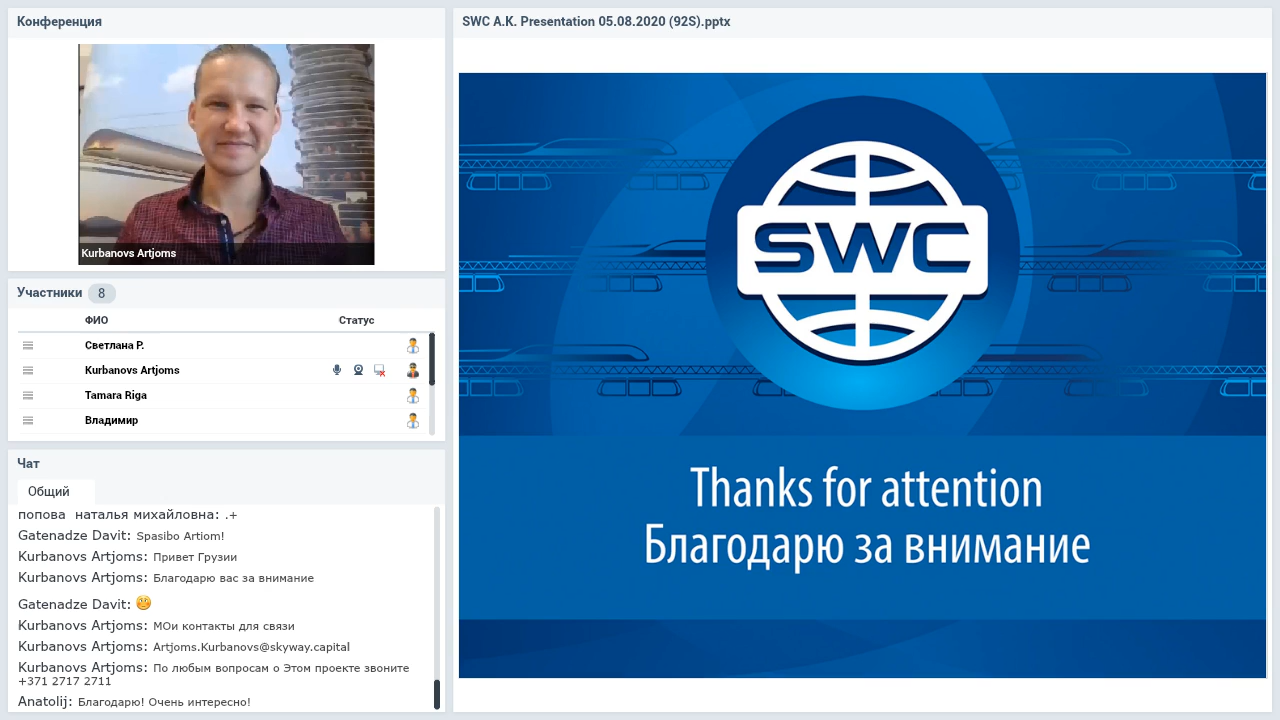 Конференция
Kurbanovs Artjoms
Участники 8
ФИО Статус
Светлана Р.
Kurbanovs Artjoms
Tamara Riga
Владимир
Чат
Общий
попова наталья михайловна: .+
Gatenadze Davit: Spasibo Artiom!
Kurbanovs Artjoms: Привет Грузии
Kurbanovs Artjoms: Благодарю вас за внимание
Gatenadze Davit:
Kurbanovs Artjoms: МОи контакты для связи
Kurbanovs Artjoms: Artjoms.Kurbanovs@skyway.capital
Kurbanovs Artjoms: По любым вопросам о Этом проекте звоните
+371 2717 2711
Anatolij: Благодарю! Очень интересно!
SWC A.K. Presentation 05.08.2020 (92S).pptx
SWC
Thanks for attention
Благодарю за внимание